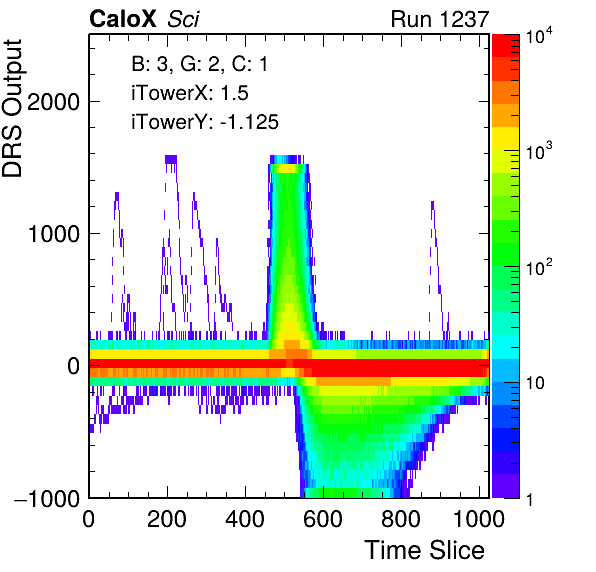 CaloX Sci Run 1237
B: 3, G: 2, C: 1
iTowerX: 1.5
iTowerY: -1.125
DRS Output
2000
1000
0
−1000
0 200 400 600 800 1000
Time Slice
10^4
10^3
10^2
10
1